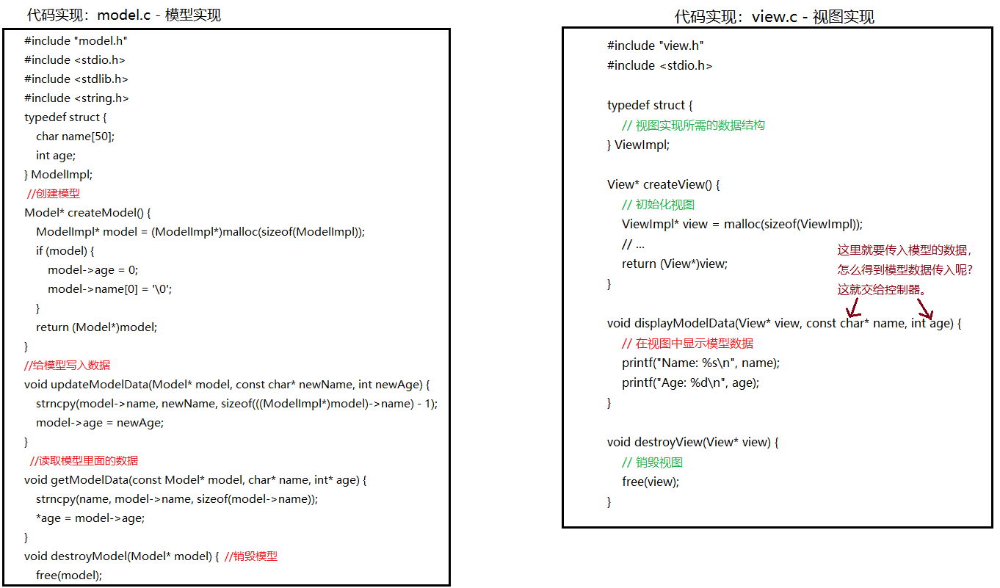 代码实现：model.c - 模型实现
#include "model.h"
#include <stdio.h>
#include <stdlib.h>
#include <string.h>
typedef struct {
char name[50];
int age;
} ModelImpl;
//创建模型
Model* createModel() {
ModelImpl* model = (ModelImpl*)malloc(sizeof(ModelImpl));
if (model) {
model->age = 0;
model->name[0] = '\0';
}
return (Model*)model;
}
//给模型写入数据
void updateModelData(Model* model, const char* newName, int newAge) {
strncpy(model->name, newName, sizeof(((ModelImpl*)model)->name) - 1);
model->age = newAge;
}
//读取模型里面的数据
void getModelData(const Model* model, char* name, int* age) {
strncpy(name, model->name, sizeof(model->name));
*age = model->age;
}
void destroyModel(Model* model) { //销毁模型
free(model);
代码实现：view.c - 视图实现
#include "view.h"
#include <stdio.h>
typedef struct {
// 视图实现所需的数据结构
} ViewImpl;
View* createView() {
// 初始化视图
ViewImpl* view = malloc(sizeof(ViewImpl));
// ...
return (View*)view;
}
这里就要传入模型的数据，
怎么得到模型数据传入呢？
这就交给控制器。
void displayModelData(View* view, const char* name, int age) {
// 在视图中显示模型数据
printf("Name: %s\n", name);
printf("Age: %d\n", age);
}
void destroyView(View* view) {
// 销毁视图
free(view);
}